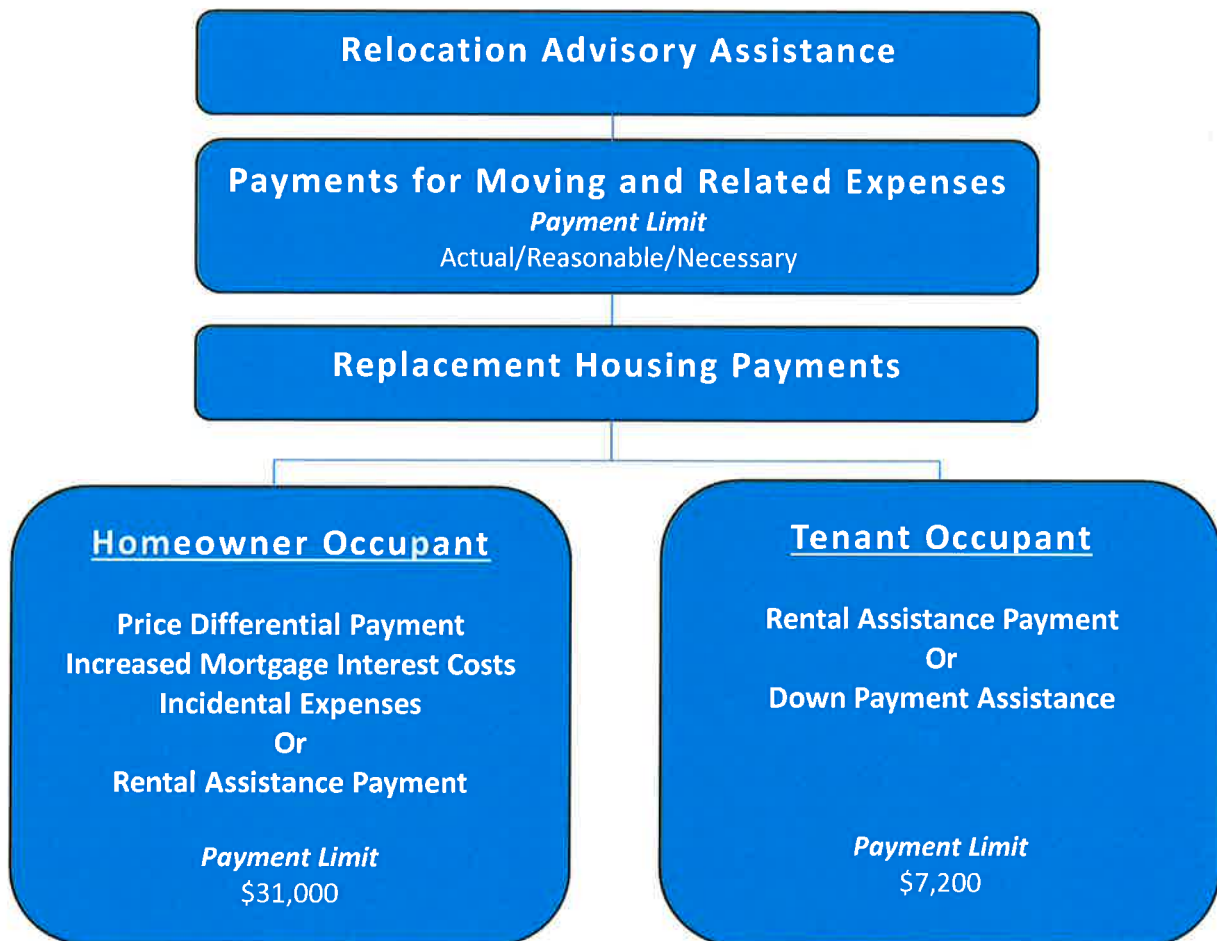 Relocation Advisory Assistance
Payments for Moving and Related Expenses
Payment Limit
Actual/Reasonable/Necessary
Replacement Housing Payments
Homeowner Occupant
Price Differential Payment
Increased Mortgage Interest Costs
Incidental Expenses
Or
Rental Assistance Payment
Payment Limit
$31,000
Tenant Occupant
Rental Assistance Payment
Or
Down Payment Assistance
Payment Limit
$7,200